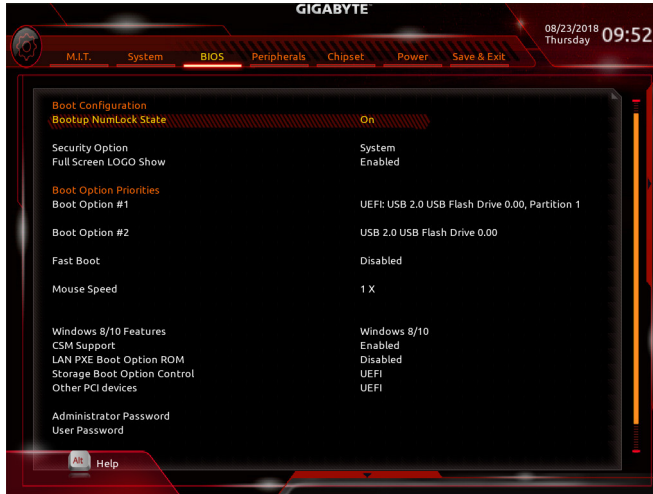 GIGABYTE
08/23/2018
Thursday
09:52
M.I.T. System BIOS Peripherals Chipset Power Save & Exit
Boot Configuration
Bootup NumLock State On
Security Option System
Full Screen LOGO Show Enabled
Boot Option Priorities
Boot Option #1 UEFI: USB 2.0 USB Flash Drive 0.00, Partition 1
Boot Option #2 USB 2.0 USB Flash Drive 0.00
Fast Boot Disabled
Mouse Speed 1 X
Windows 8/10 Features Windows 8/10
CSM Support Enabled
LAN PXE Boot Option ROM Disabled
Storage Boot Option Control UEFI
Other PCI devices UEFI
Administrator Password
User Password
Alt Help